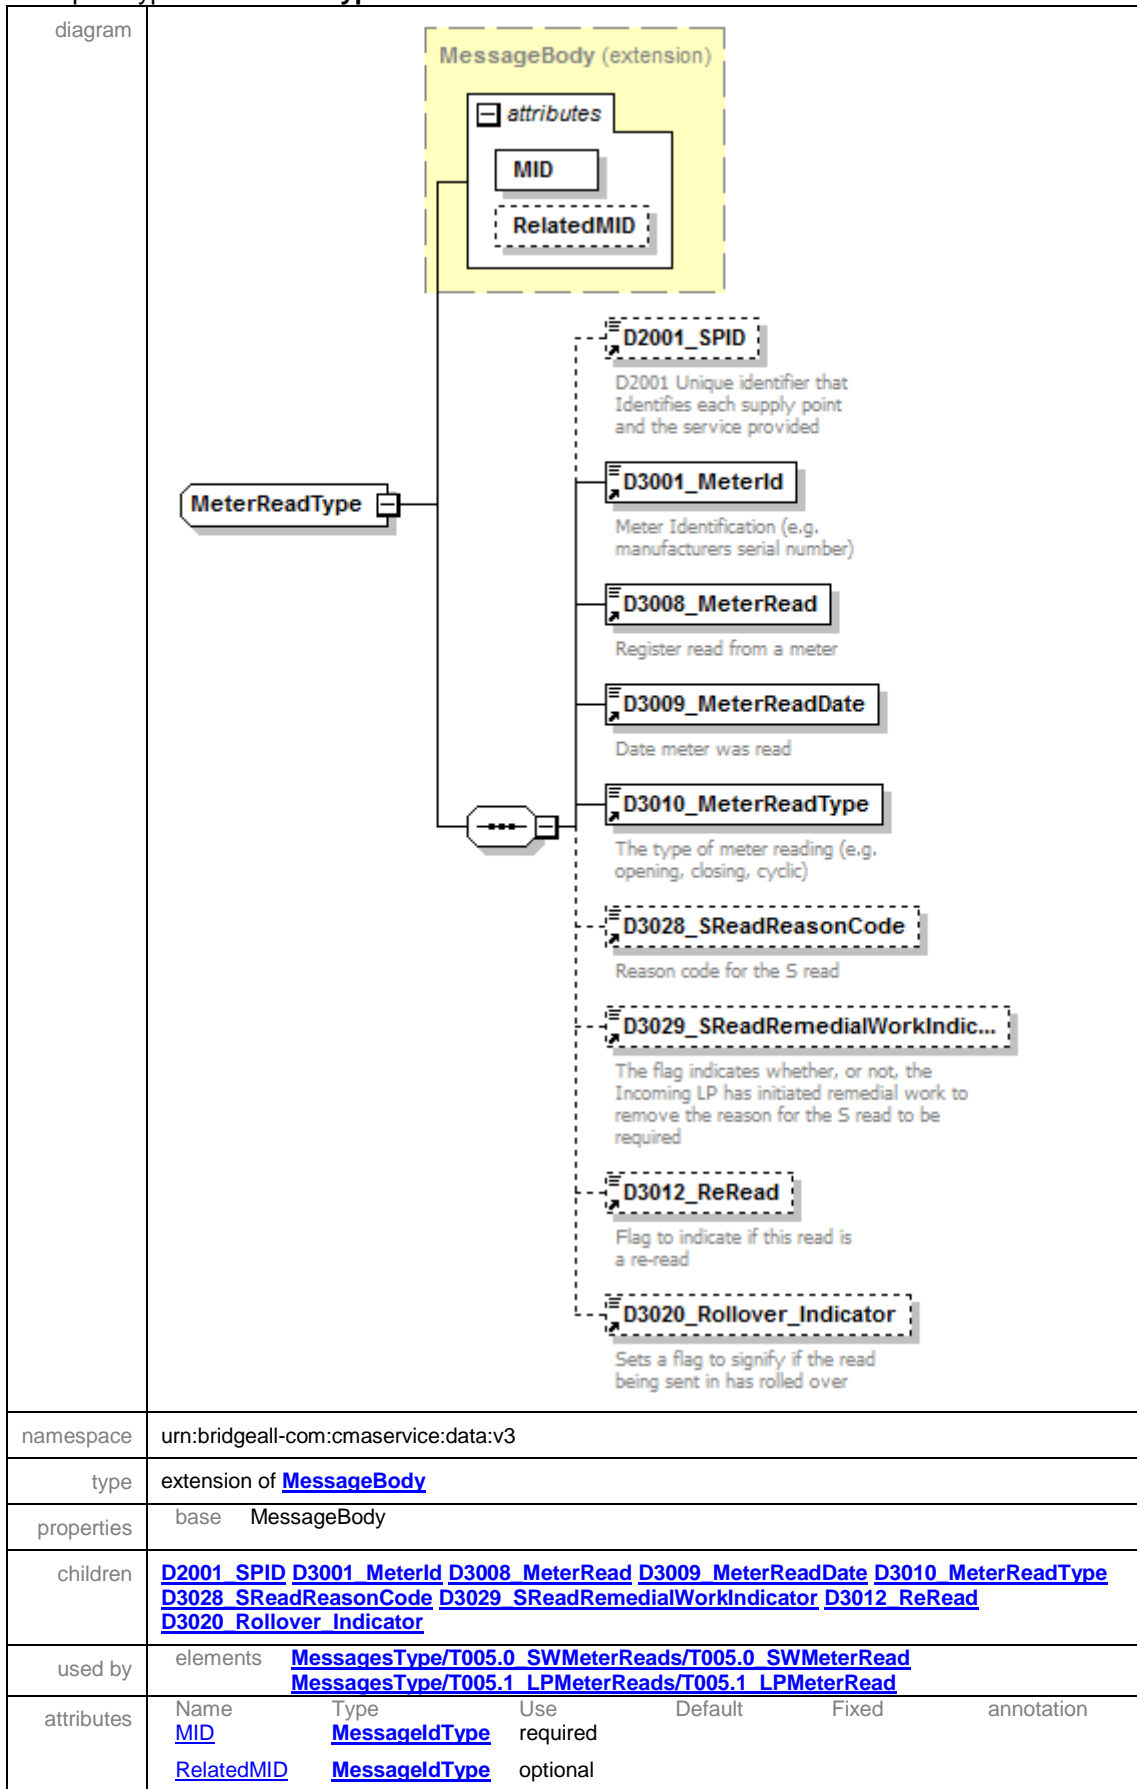 diagram
MessageBody (extension)
attributes
MID
RelatedMID
D2001_SPID
D2001 Unique identifier that
Identifies each supply point
and the service provided
MeterReadType
D3001_MeterId
Meter Identification (e.g.
manufacturers serial number)
D3008_MeterRead
Register read from a meter
D3009_MeterReadDate
Date meter was read
D3010_MeterReadType
The type of meter reading (e.g.
opening, closing, cyclic)
D3028_SReadReasonCode
Reason code for the S read
D3029_SReadRemedialWorkIndic...
The flag indicates whether, or not, the
Incoming LP has initiated remedial work to
remove the reason for the S read to be
required
D3012_ReRead
Flag to indicate if this read is
a re-read
D3020_Rollover_Indicator
Sets a flag to signify if the read
being sent in has rolled over
namespace urn:bridgeall-com:cmaservice:data:v3
type extension of MessageBody
properties base MessageBody
children D2001_SPID D3001_MeterId D3008_MeterRead D3009_MeterReadDate D3010_MeterReadType
D3028_SReadReasonCode D3029_SReadRemedialWorkIndicator D3012_ReRead
D3020_Rollover_Indicator
used by elements MessagesType/T005.0_SWMeterReads/T005.0_SWMeterRead
MessagesType/T005.1_LPMeterReads/T005.1_LPMeterRead
attributes Name Type Use Default Fixed annotation
MID MessageIdType required
RelatedMID MessageIdType optional